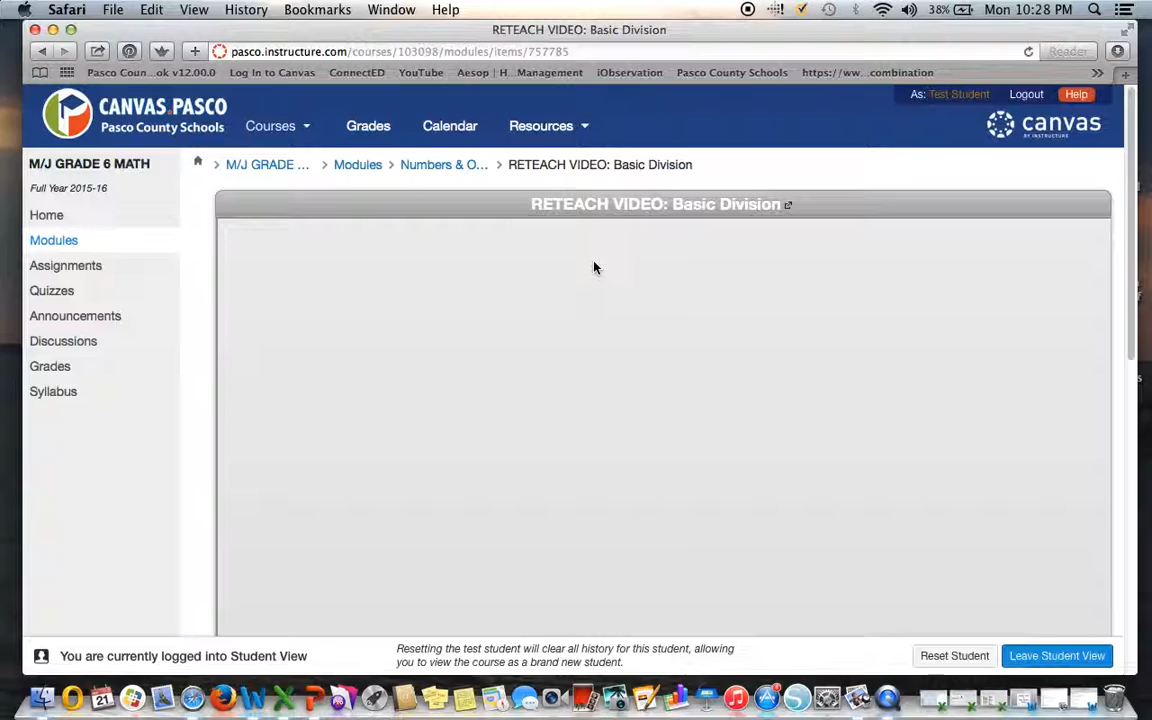 Safari File Edit View History Bookmarks Window Help 38% Mon 10:28 PM
RETEACH VIDEO: Basic Division
pasco.instructure.com/courses/103098/modules/items/757785 Reader
Pasco Coun...ok v12.00.0 Log In to Canvas ConnectED YouTube Aesop | H...Management iObservation Pasco County Schools https://ww...combination
As: Test Student Logout Help
CANVAS.PASCO
Pasco County Schools
Courses Grades Calendar Resources
canvas
BY INSTRUCTURE
M/J GRADE 6 MATH
Full Year 2015-16
Home
Modules
Assignments
Quizzes
Announcements
Discussions
Grades
Syllabus
M/J GRADE ... > Modules > Numbers & O... > RETEACH VIDEO: Basic Division
RETEACH VIDEO: Basic Division
You are currently logged into Student View
Resetting the test student will clear all history for this student, allowing
you to view the course as a brand new student.
Reset Student Leave Student View